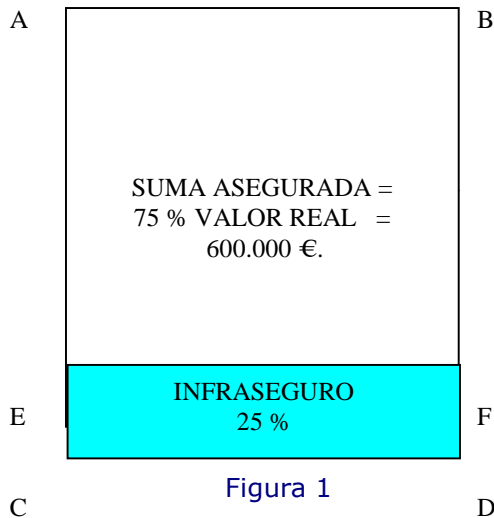 A B
SUMA ASEGURADA =
75 % VALOR REAL =
600.000 €.
INFRASEGURO
25 %
E F
Figura 1
C D